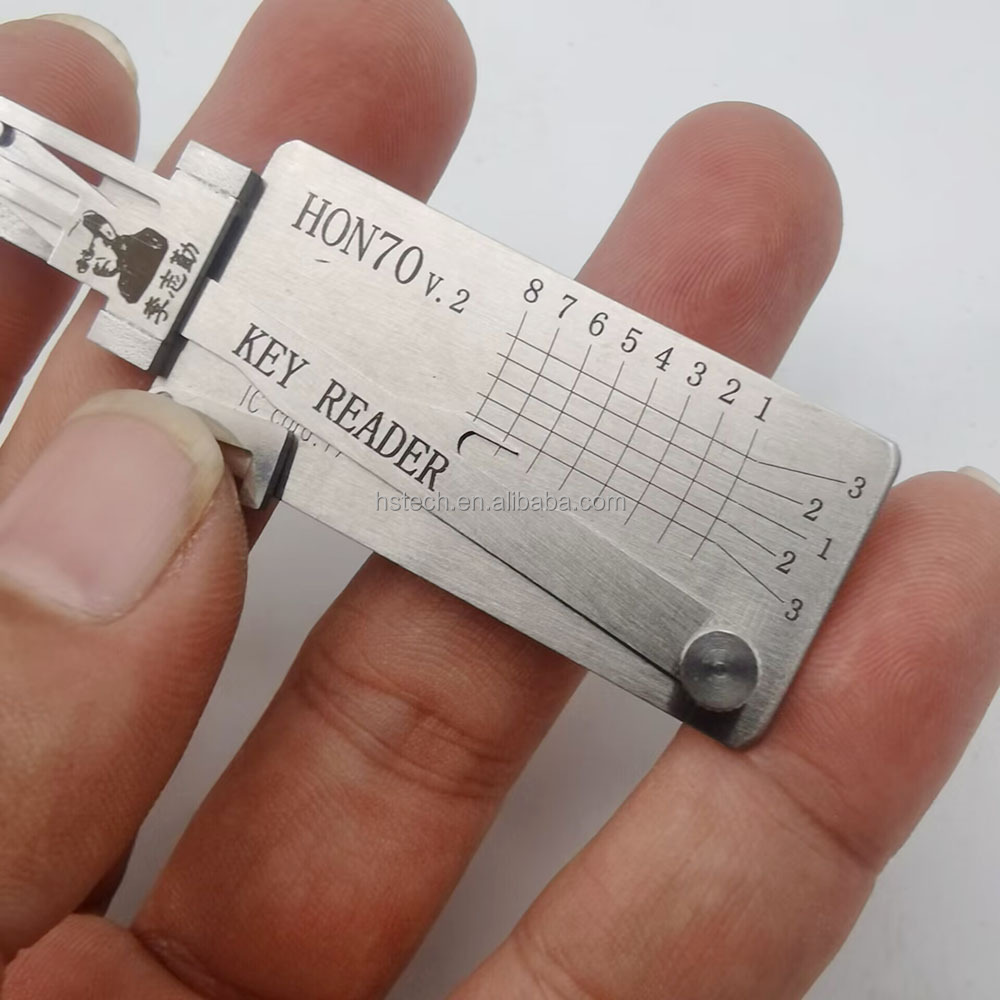 HON70 v.2
8 7 6 5 4 3 2 1
KEY READER
3
2
1
2
3
李志勤
hstech.en.alibaba.com